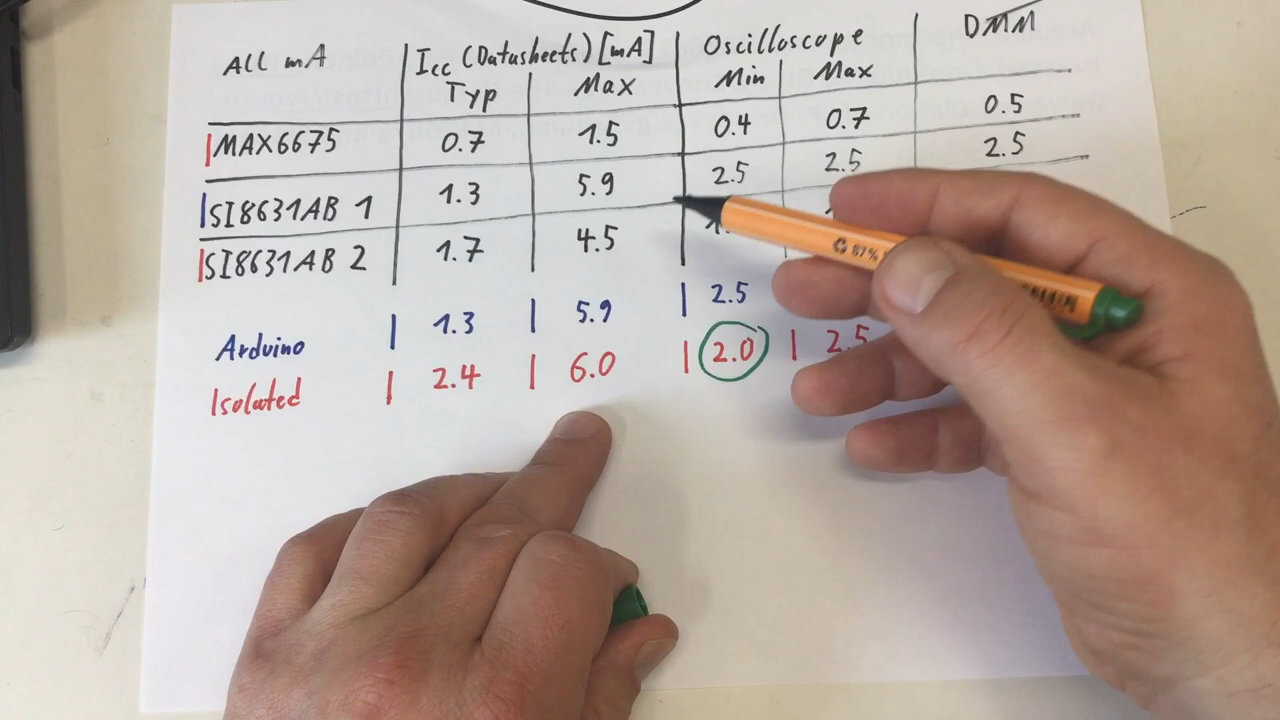 All mA Icc (Datasheets) [mA] Oscilloscope DMM
Typ Max Min Max
MAX6675 0.7 1.5 0.4 0.7 0.5
SI8631AB 1 1.3 5.9 2.5 2.5 2.5
SI8631AB 2 1.7 4.5
Arduino 1.3 5.9 2.5
Isolated 2.4 6.0 2.0 2.5
87%